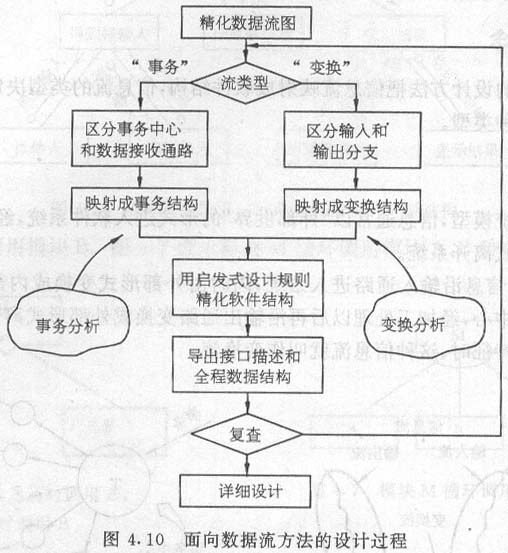 精化数据流图
“事务”
“变换”
流类型
区分事务中心
和数据接收通路
区分输入和
输出分支
映射成事务结构
映射成变换结构
用启发式设计规则
精化软件结构
事务分析
变换分析
导出接口描述和
全程数据结构
复查
详细设计
图 4.10 面向数据流方法的设计过程